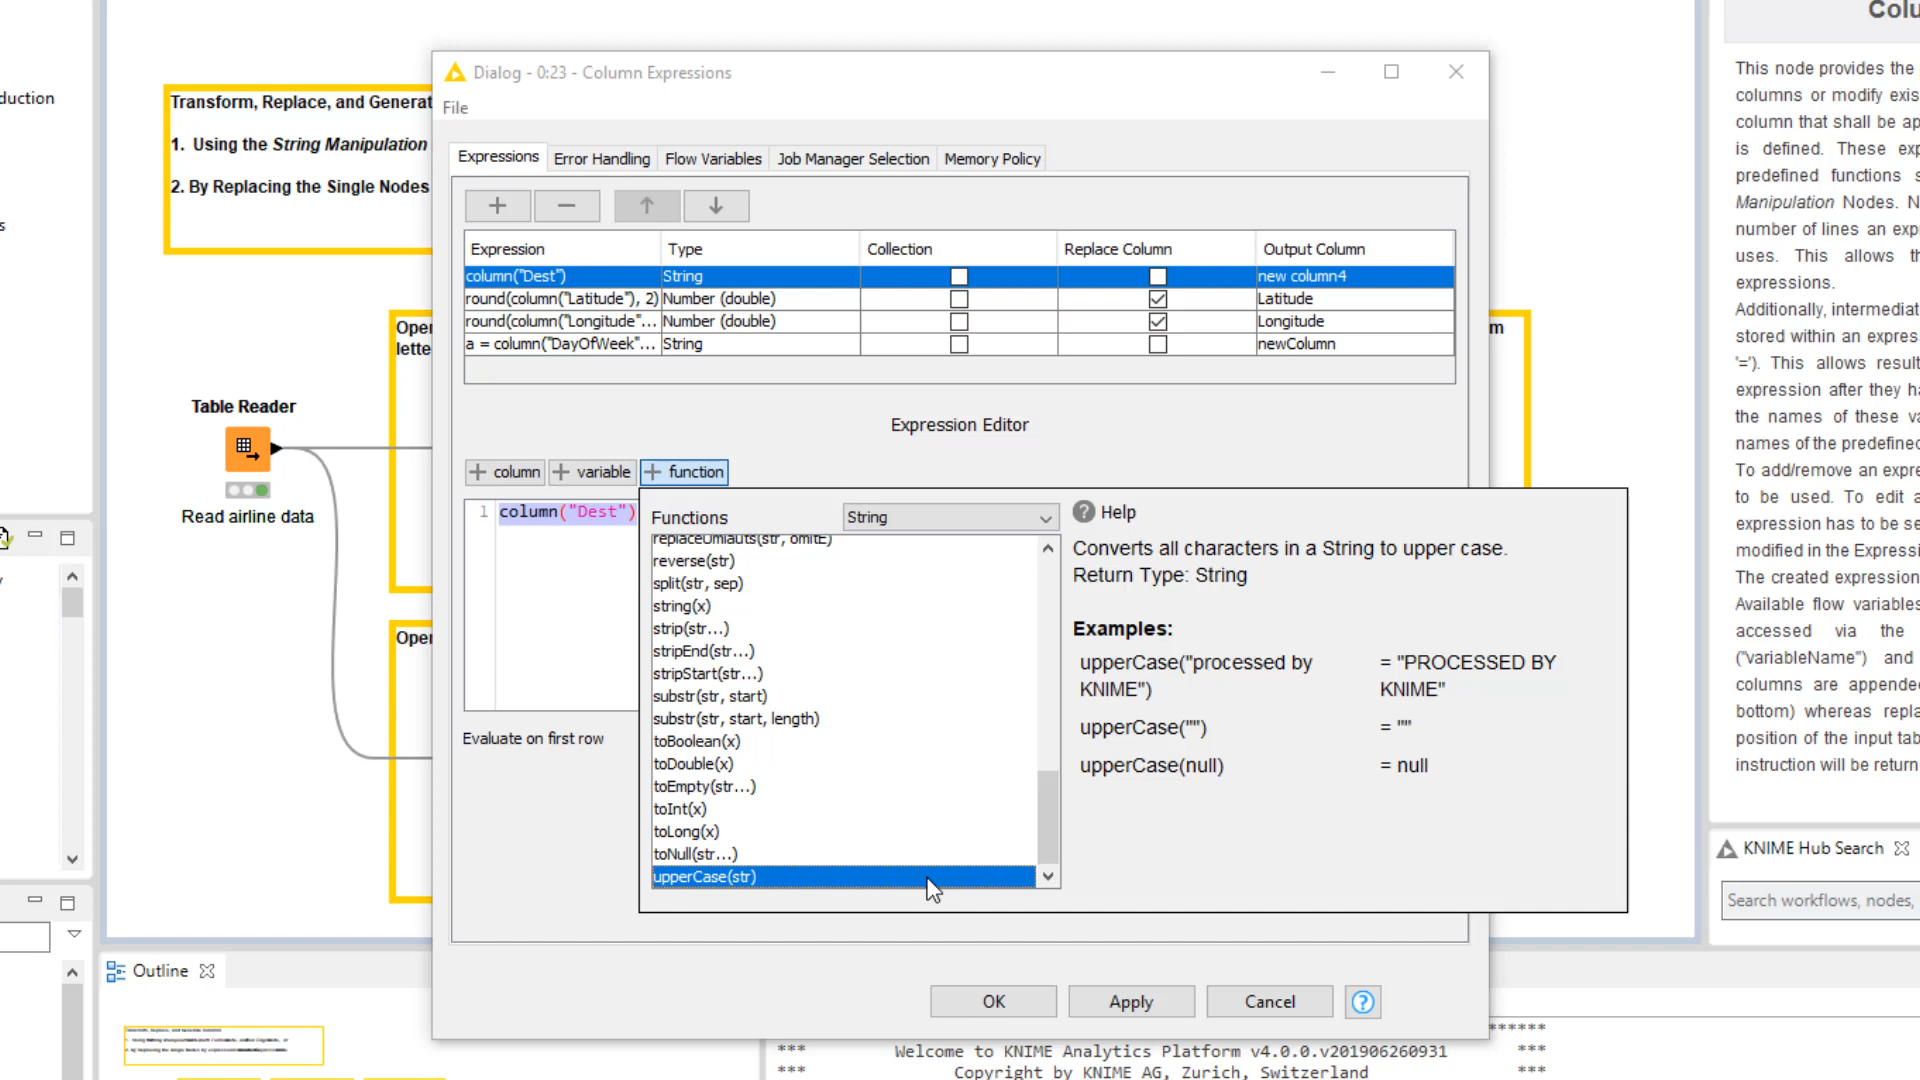 Colu
duction
s
Transform, Replace, and Generat
1. Using the String Manipulation
2. By Replacing the Single Nodes
Oper
lette
m
Table Reader
Read airline data
Oper
Dialog - 0:23 - Column Expressions
File
Expressions
Error Handling
Flow Variables
Job Manager Selection
Memory Policy
Expression Type Collection Replace Column Output Column
column("Dest") String new column4
round(column("Latitude"), 2) Number (double) Latitude
round(column("Longitude"... Number (double) Longitude
a = column("DayOfWeek"... String newColumn
Expression Editor
+ column
+ variable
+ function
1 column("Dest")
Evaluate on first row
Functions
String
replaceUmlauts(str, omitE)
reverse(str)
split(str, sep)
string(x)
strip(str...)
stripEnd(str...)
stripStart(str...)
substr(str, start)
substr(str, start, length)
toBoolean(x)
toDouble(x)
toEmpty(str...)
toInt(x)
toLong(x)
toNull(str...)
upperCase(str)
? Help
Converts all characters in a String to upper case.
Return Type: String
Examples:
upperCase("processed by = "PROCESSED BY
KNIME") KNIME"
upperCase("") = ""
upperCase(null) = null
OK
Apply
Cancel
?
This node provides the
columns or modify exis
column that shall be ap
is defined. These exp
predefined functions s
Manipulation Nodes. N
number of lines an expr
uses. This allows th
expressions.
Additionally, intermediat
stored within an expres
'='). This allows result
expression after they ha
the names of these va
names of the predefined
To add/remove an expre
to be used. To edit a
expression has to be se
modified in the Expressi
The created expression
Available flow variables
accessed via the
("variableName") and
columns are appended
bottom) whereas repla
position of the input tab
instruction will be return
KNIME Hub Search
Search workflows, nodes,
Outline
******
*** Welcome to KNIME Analytics Platform v4.0.0.v201906260931 ***
*** Copyright by KNIME AG, Zurich, Switzerland ***